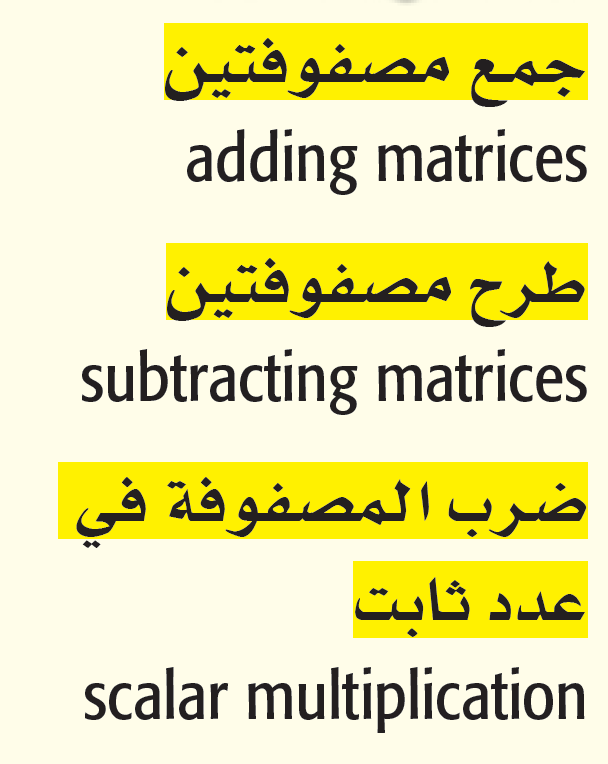 جمع مصفوفتين
adding matrices
طرح مصفوفتين
subtracting matrices
ضرب المصفوفة في
عدد ثابت
scalar multiplication